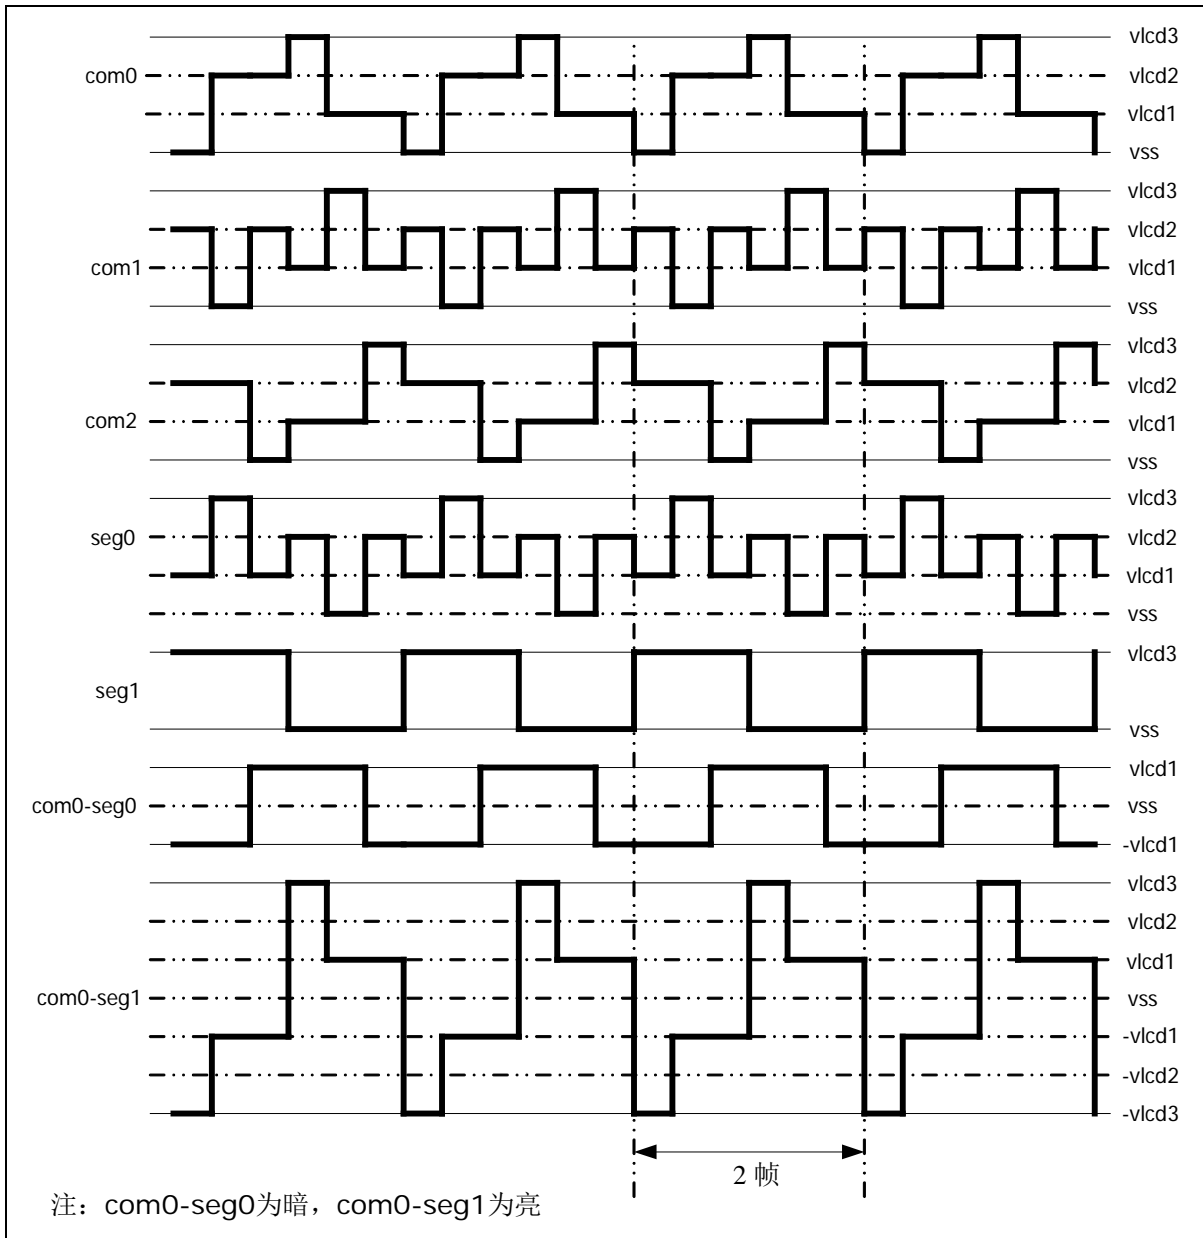 com0
vlcd3
vlcd2
vlcd1
vss
com1
vlcd3
vlcd2
vlcd1
vss
com2
vlcd3
vlcd2
vlcd1
vss
seg0
vlcd3
vlcd2
vlcd1
vss
seg1
vlcd3
vss
com0-seg0
vlcd1
vss
-vlcd1
com0-seg1
vlcd3
vlcd2
vlcd1
vss
-vlcd1
-vlcd2
-vlcd3
2 帧
注：com0-seg0为暗，com0-seg1为亮